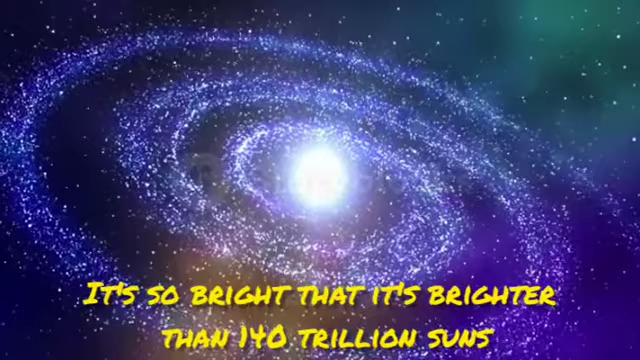 It's so bright that it's brighter
than 140 trillion suns